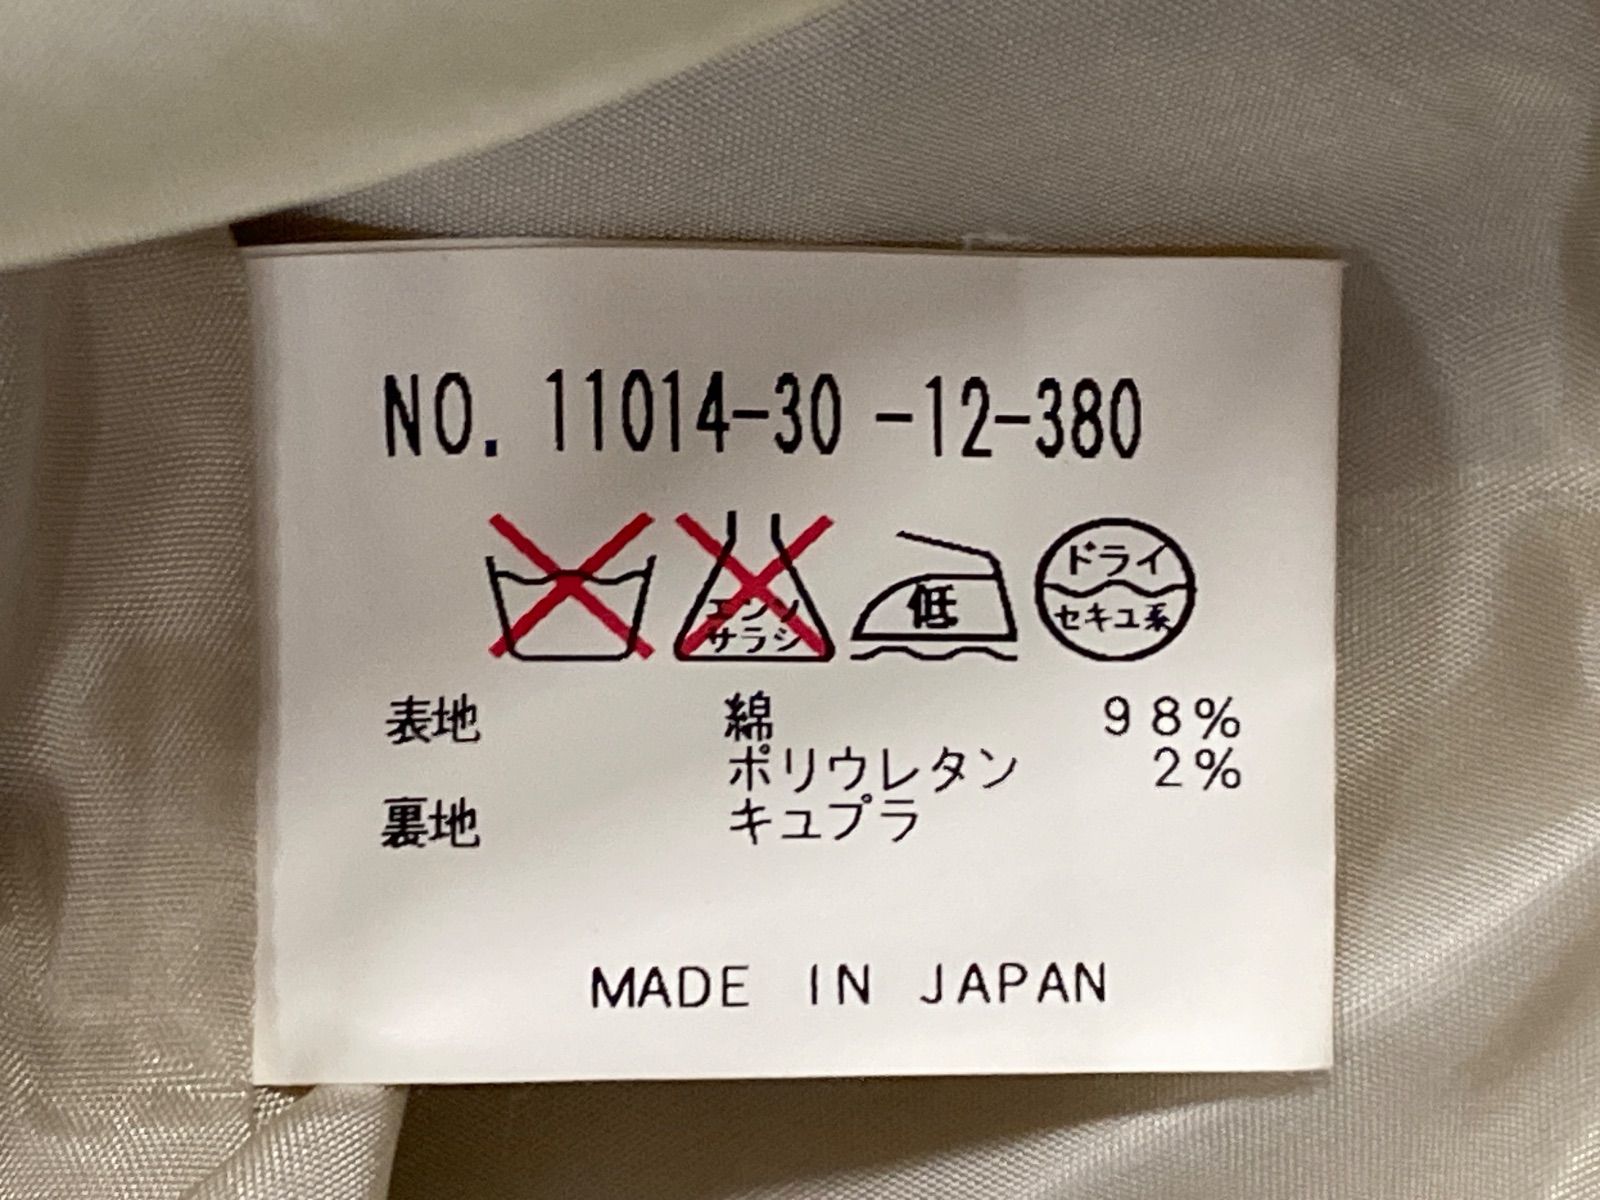 NO. 11014-30 -12-380
エンソ
サラシ
低
ドライ
セキユ系
表地 綿 98%
ポリウレタン 2%
裏地 キュプラ
MADE IN JAPAN